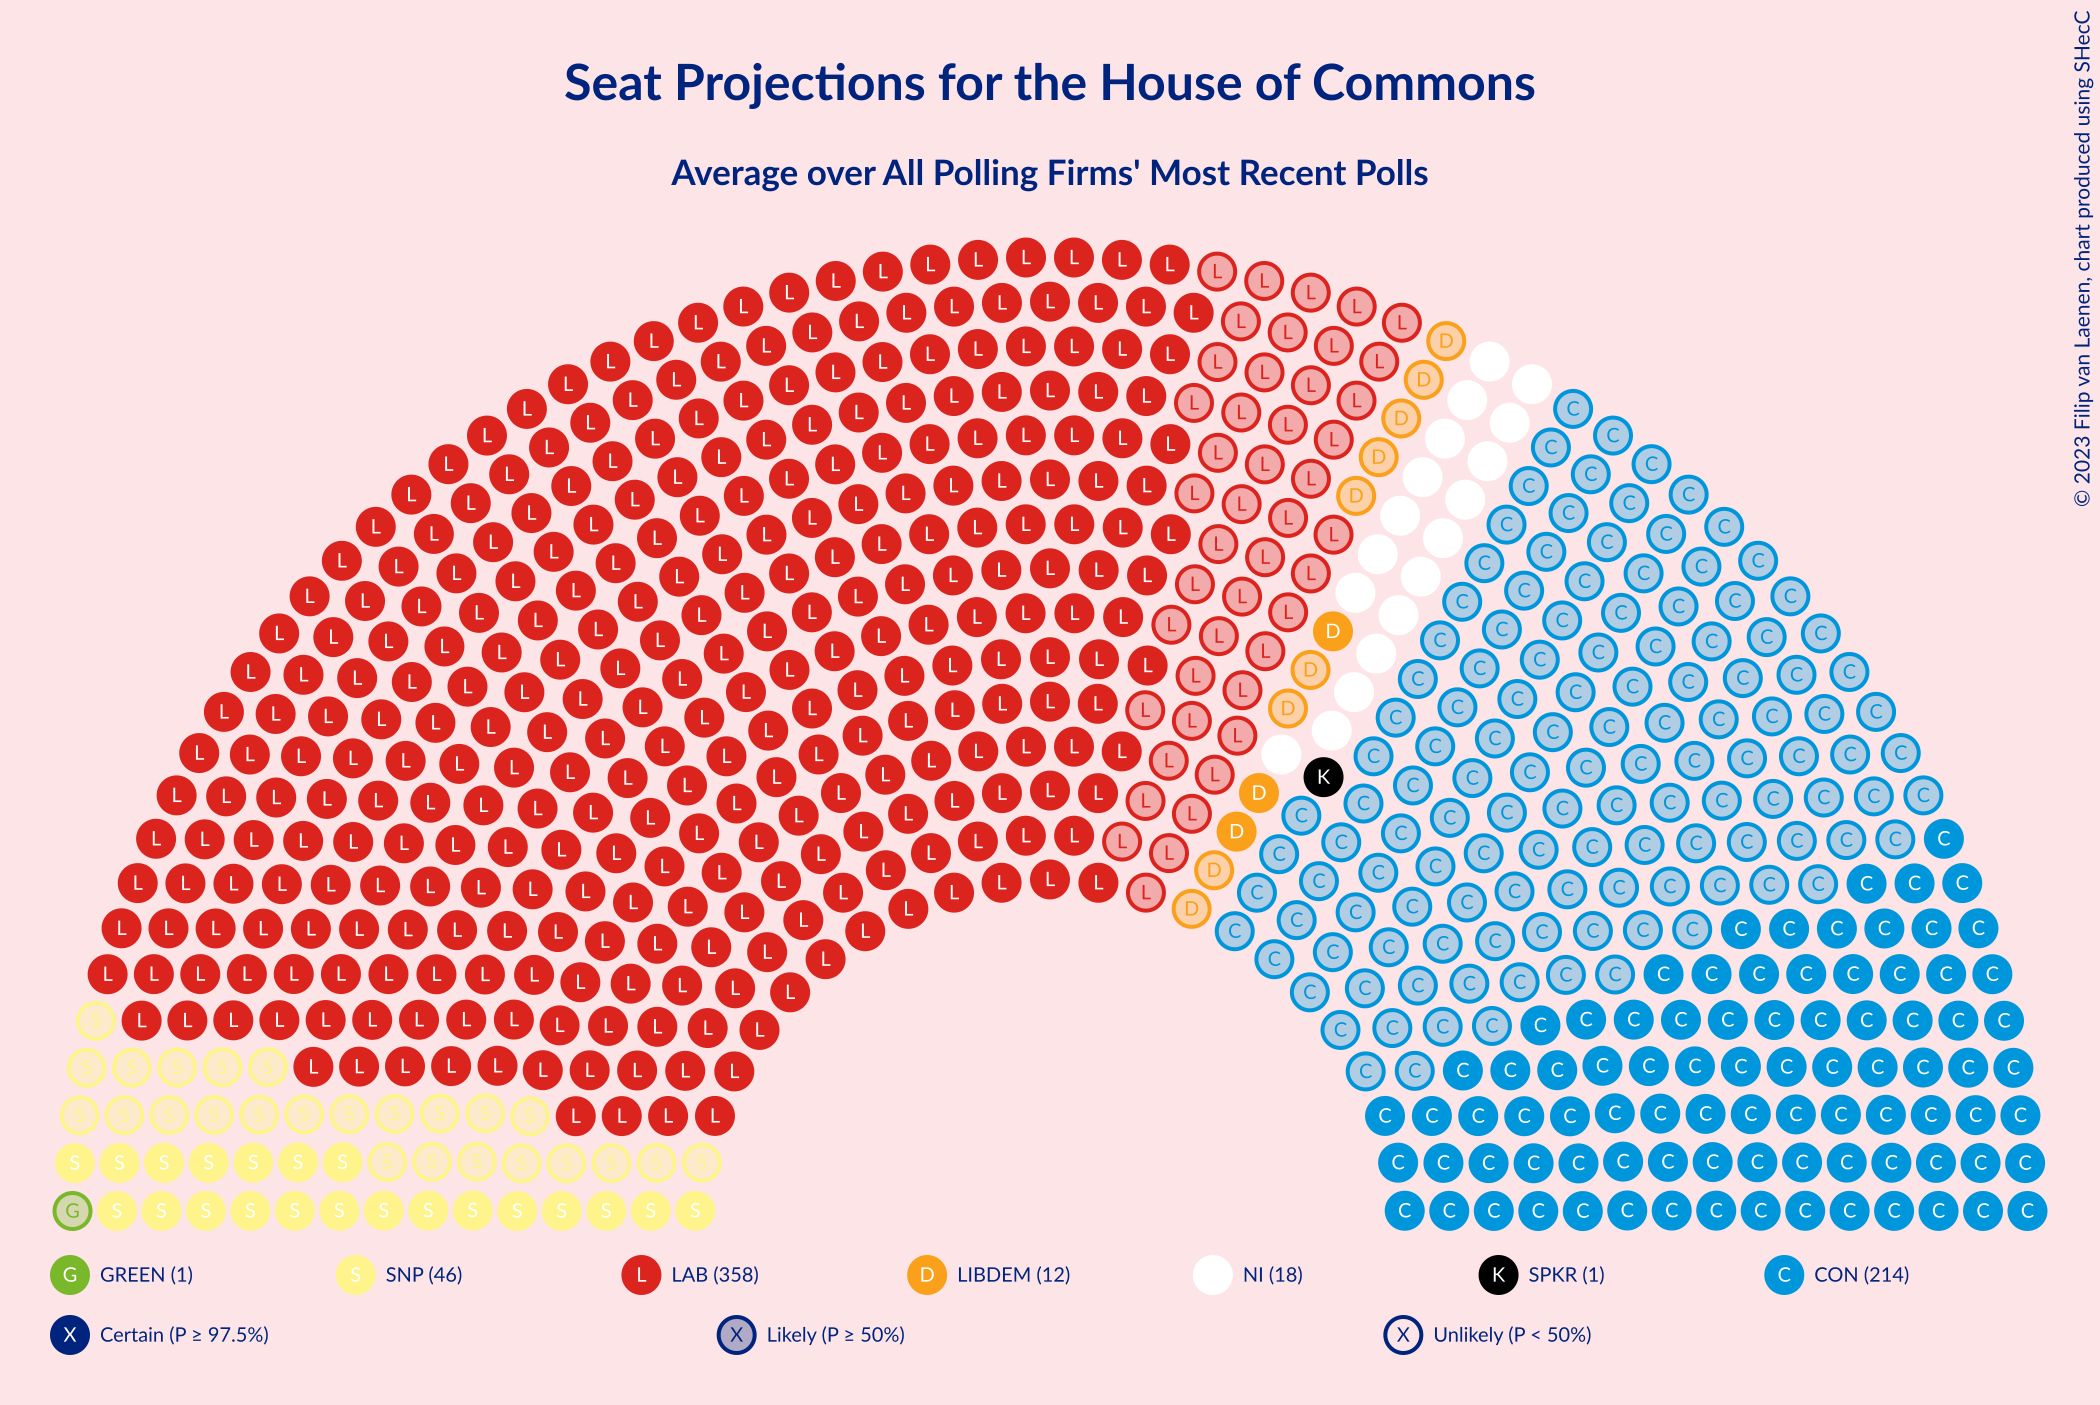 Seat Projections for the House of Commons
Average over All Polling Firms' Most Recent Polls
© 2023 Filip van Laenen, chart produced using SHecC
G GREEN (1) S SNP (46) L LAB (358) D LIBDEM (12) NI (18) K SPKR (1) C CON (214)
X Certain (P ≥ 97.5%) X Likely (P ≥ 50%) X Unlikely (P < 50%)